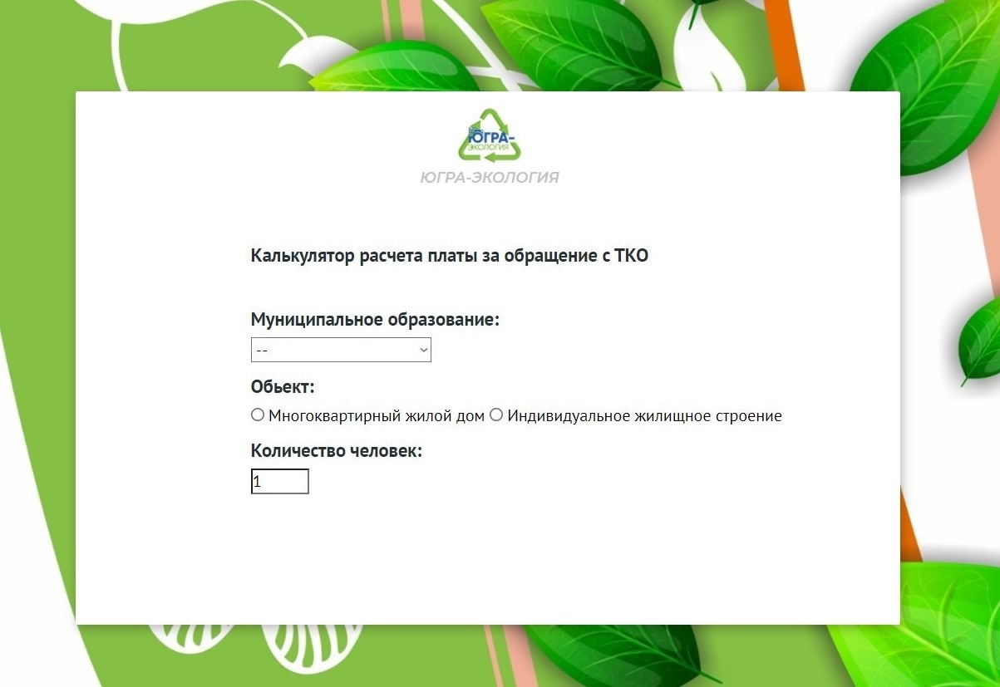 ЮГРА-
ЭКОЛОГИЯ
ЮГРА-ЭКОЛОГИЯ
Калькулятор расчета платы за обращение с ТКО
Муниципальное образование:
--
Обьект:
Многоквартирный жилой дом Индивидуальное жилищное строение
Количество человек:
1